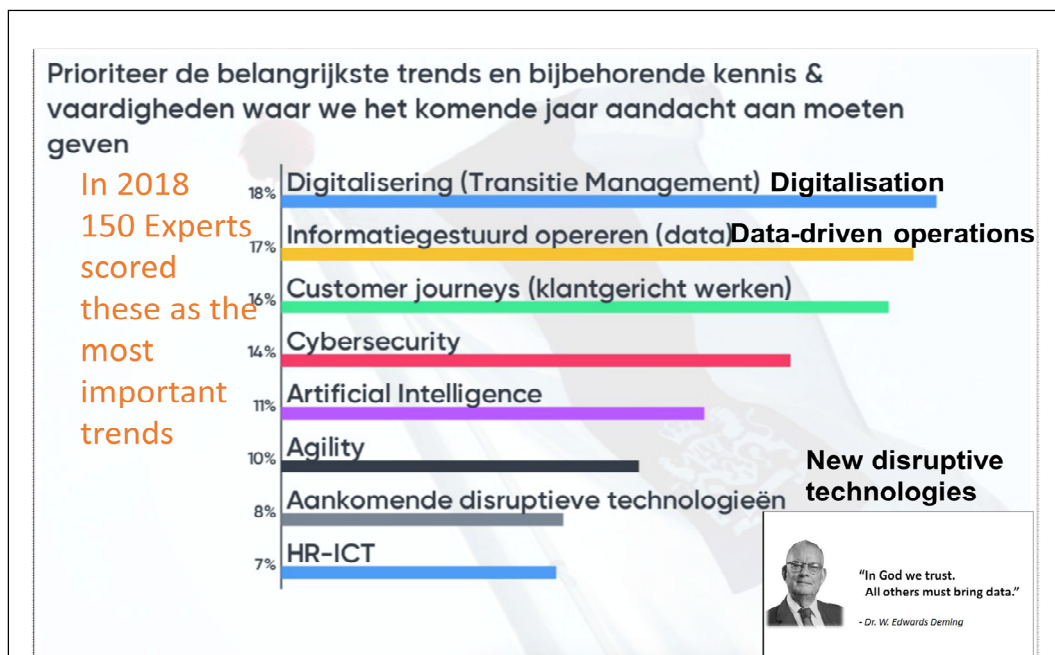 Prioriteer de belangrijkste trends en bijbehorende kennis &
vaardigheden waar we het komende jaar aandacht aan moeten
geven
In 2018
150 Experts
scored
these as the
most
important
trends
18% Digitalisering (Transitie Management) Digitalisation
17% Informatiegestuurd opereren (data) Data-driven operations
16% Customer journeys (klantgericht werken)
14% Cybersecurity
11% Artificial Intelligence
10% Agility
New disruptive
technologies
8% Aankomende disruptieve technologieën
7% HR-ICT
“In God we trust.
All others must bring data.”
- Dr. W. Edwards Deming